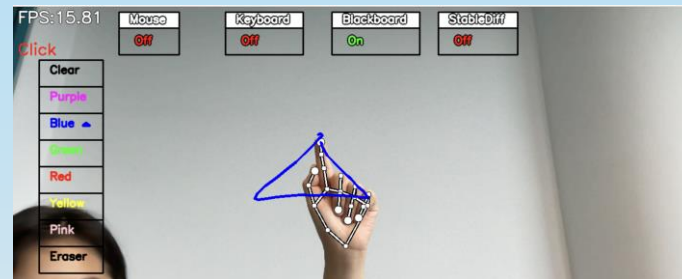 FPS:15.81
Mouse
Off
Keyboard
Off
Blackboard
On
StableDiff
Off
Click
Clear
Purple
Blue
Green
Red
Yellow
Pink
Eraser